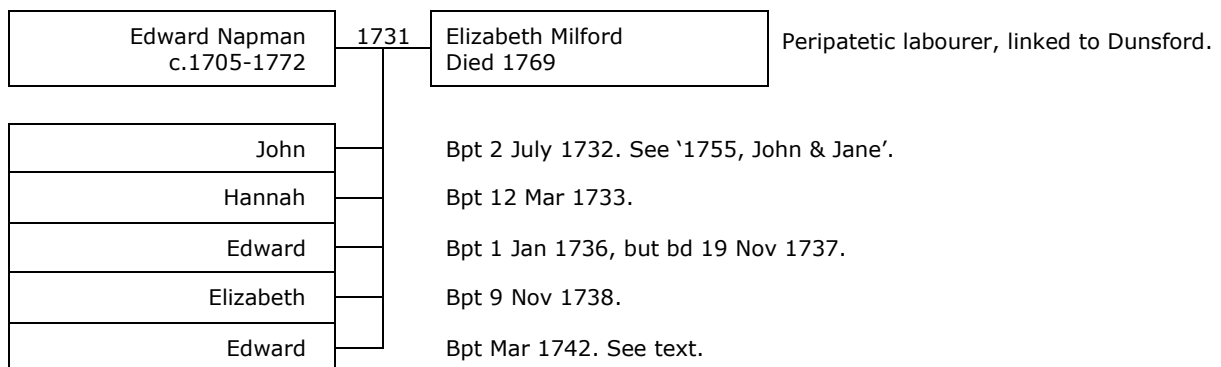 Edward Napman
c.1705-1772
1731
Elizabeth Milford
Died 1769
Peripatetic labourer, linked to Dunsford.
John
Bpt 2 July 1732. See ‘1755, John & Jane’.
Hannah
Bpt 12 Mar 1733.
Edward
Bpt 1 Jan 1736, but bd 19 Nov 1737.
Elizabeth
Bpt 9 Nov 1738.
Edward
Bpt Mar 1742. See text.